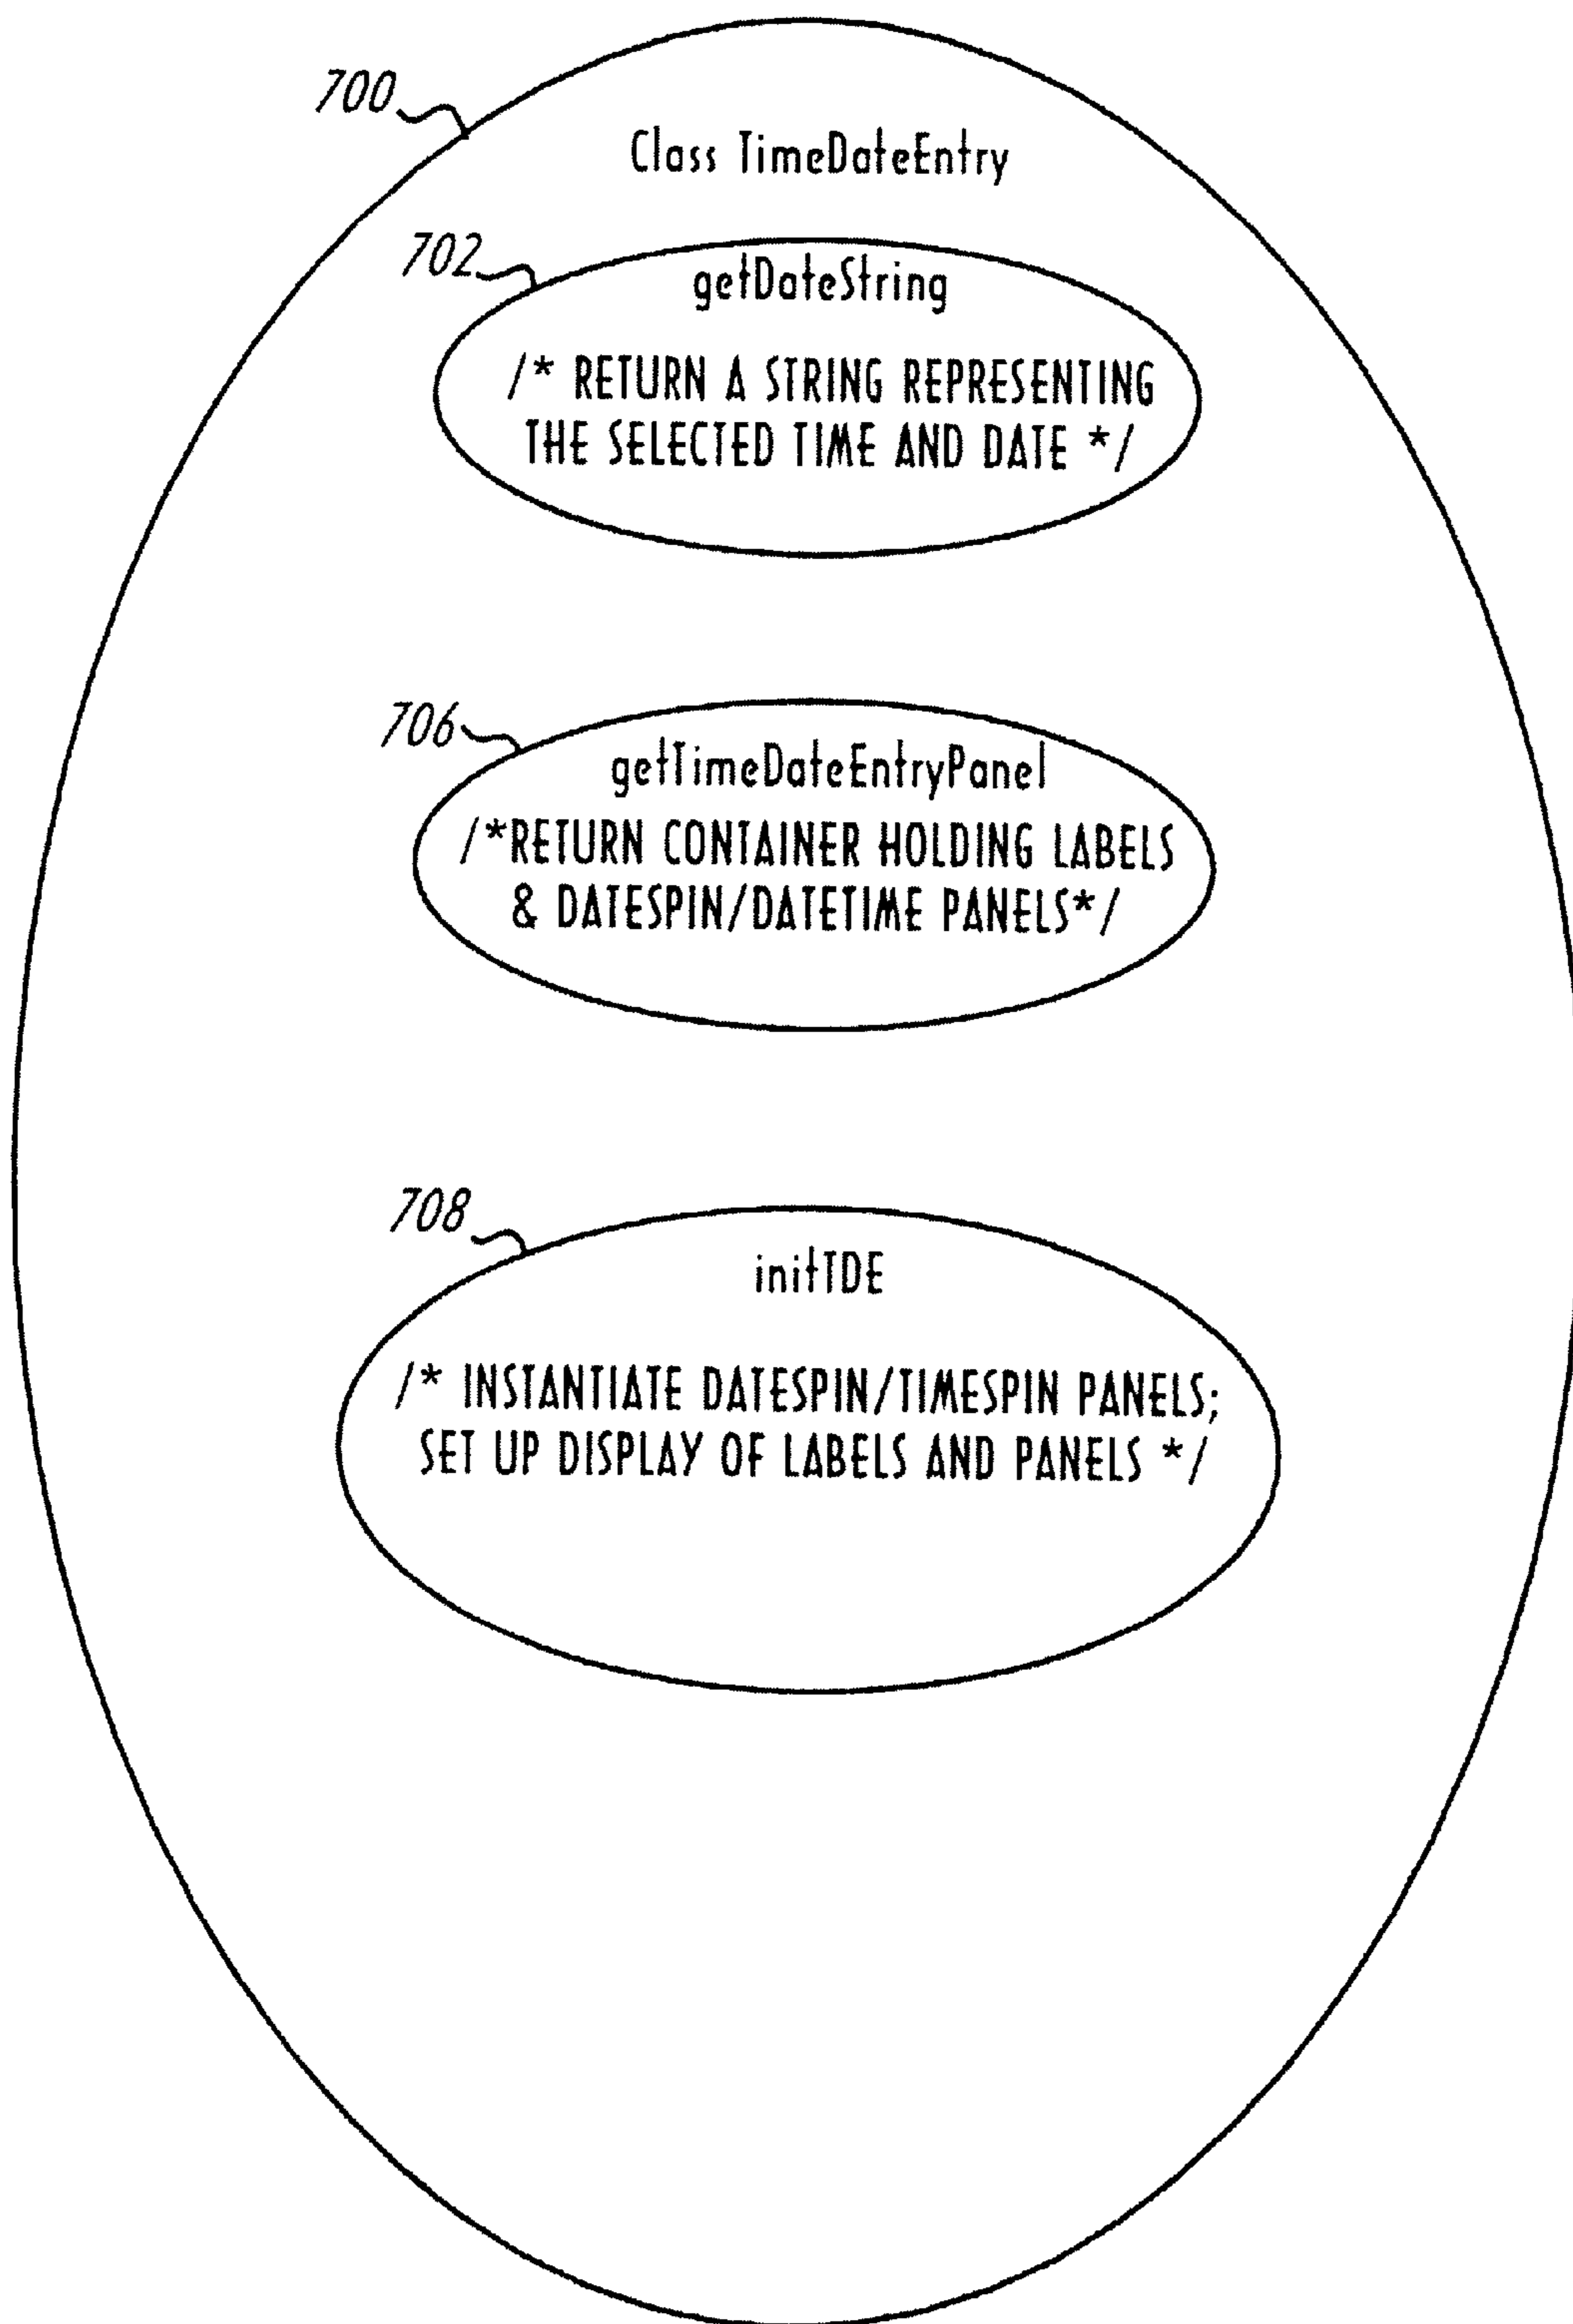 700
Class TimeDateEntry
702
getDateString
/* RETURN A STRING REPRESENTING
THE SELECTED TIME AND DATE */
706
getTimeDateEntryPanel
/*RETURN CONTAINER HOLDING LABELS
& DATESPIN/DATETIME PANELS*/
708
initTDE
/* INSTANTIATE DATESPIN/TIMESPIN PANELS;
SET UP DISPLAY OF LABELS AND PANELS */